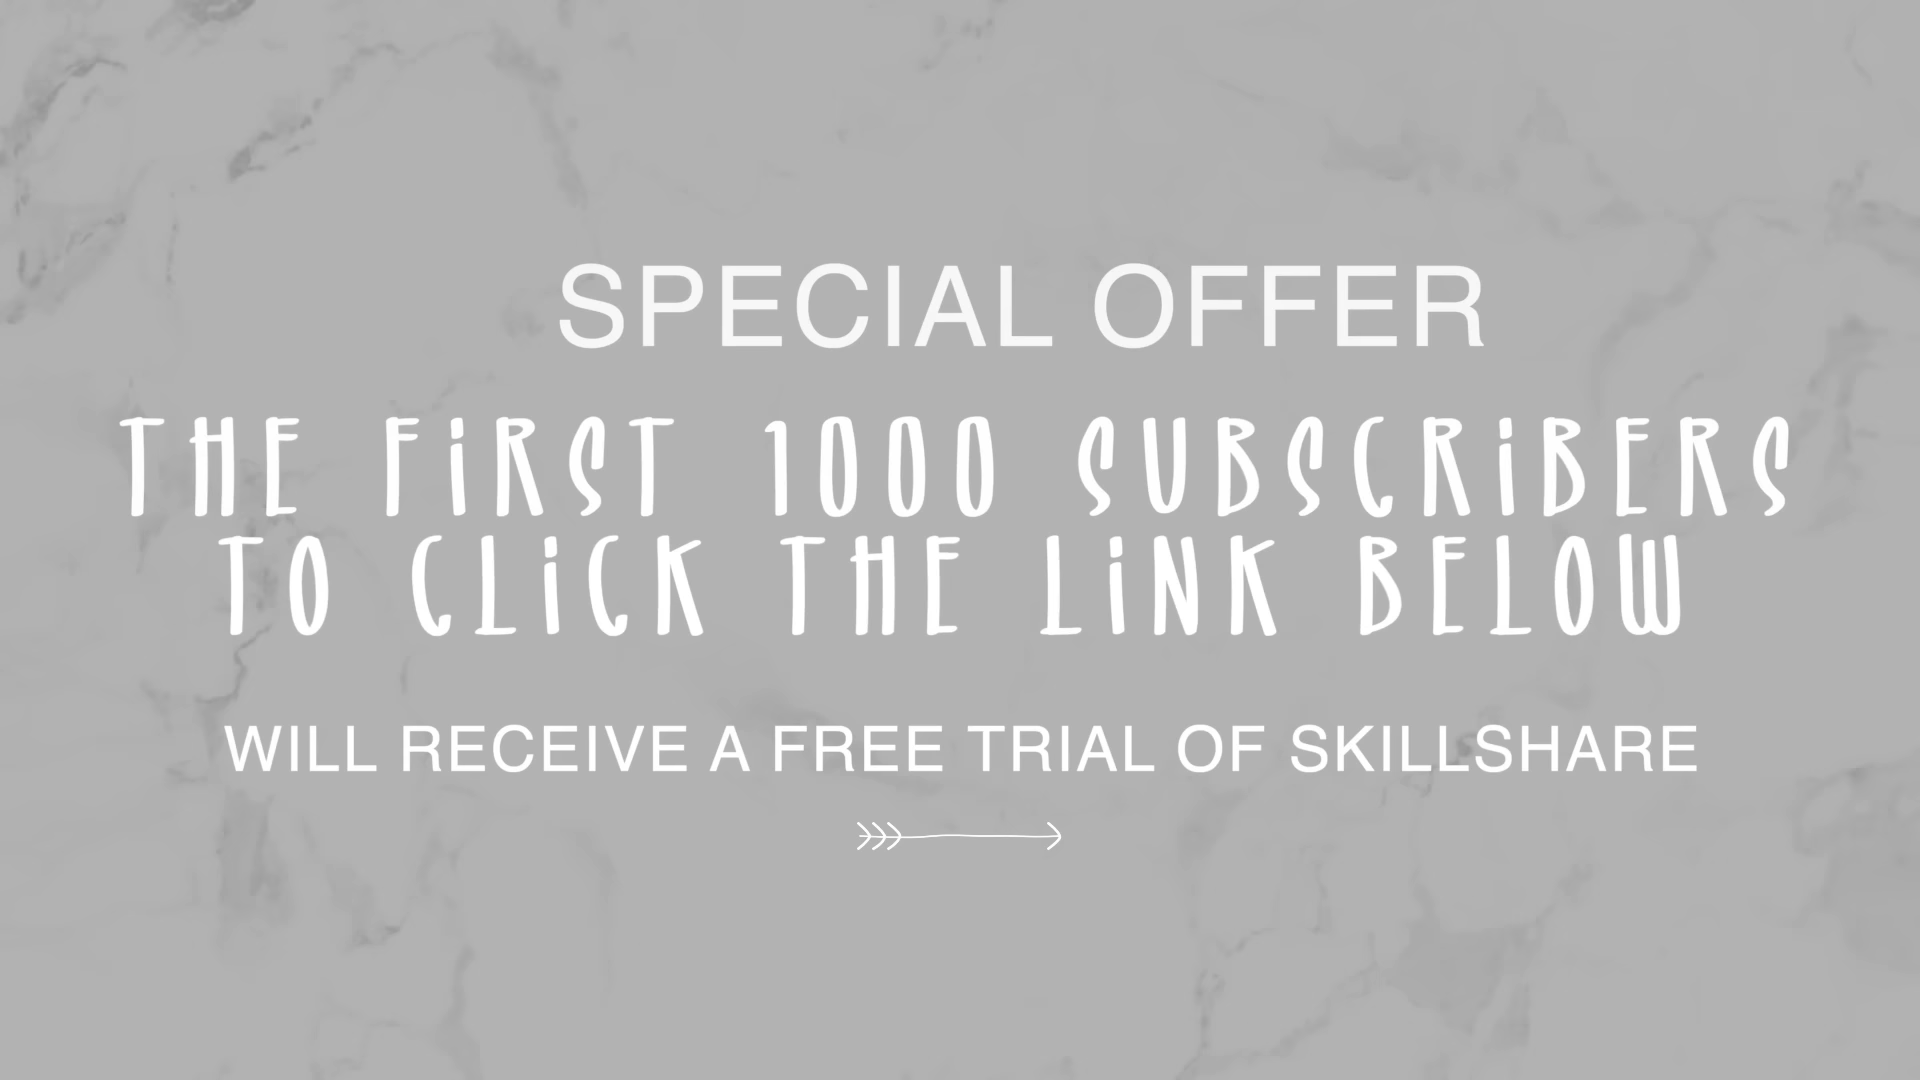 SPECIAL OFFER
THE FiRST 1000 SUBSCRiBERS
TO CLiCK THE LiNK BELOW
WILL RECEIVE A FREE TRIAL OF SKILLSHARE